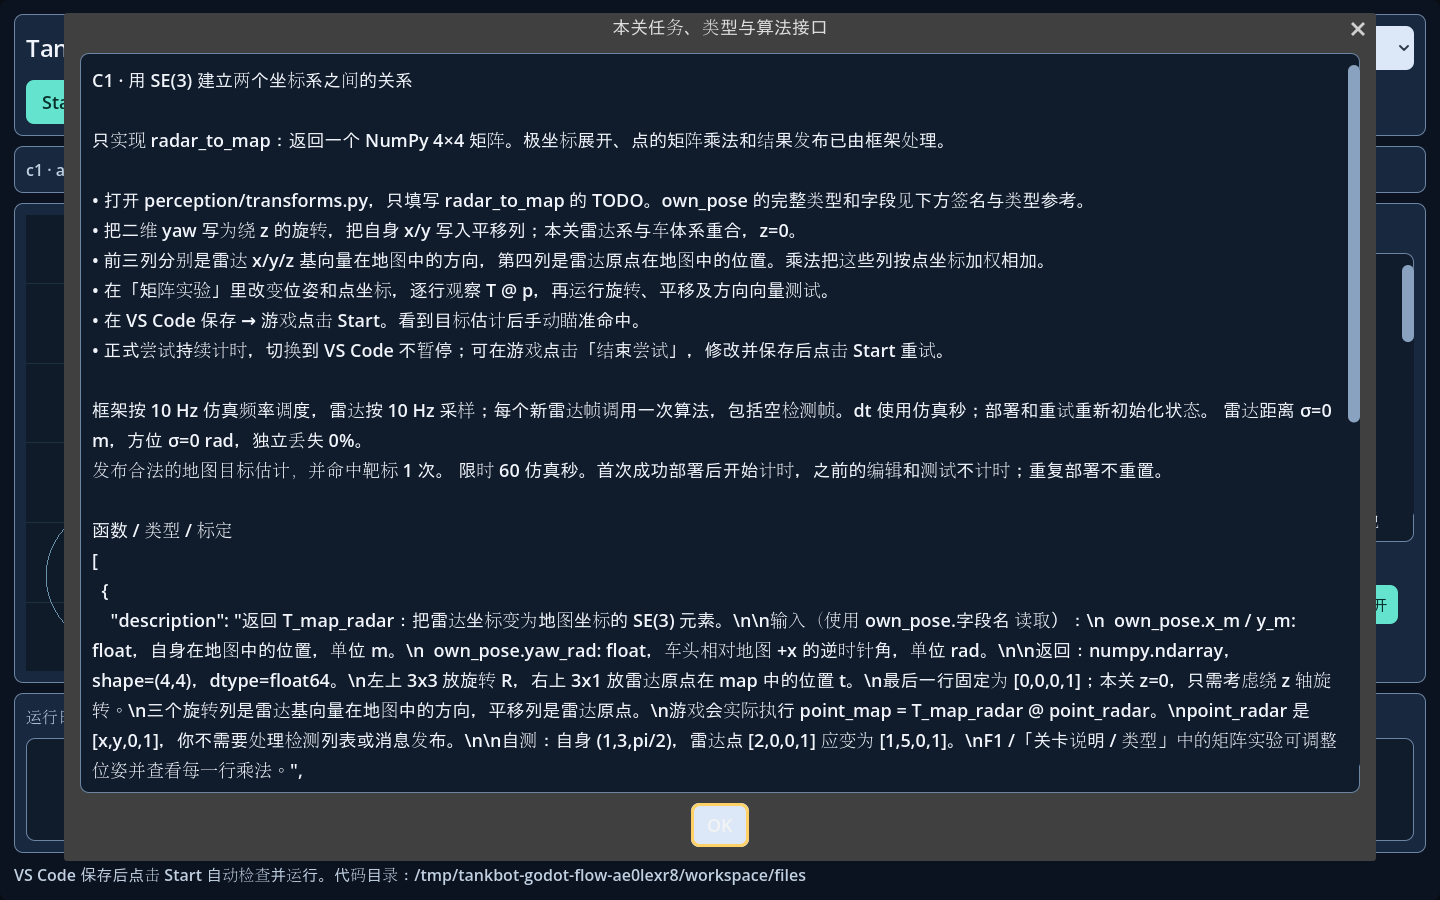 本关任务、类型与算法接口
Tan
Sta
c1 · a
C1 · 用 SE(3) 建立两个坐标系之间的关系
只实现 radar_to_map：返回一个 NumPy 4×4 矩阵。极坐标展开、点的矩阵乘法和结果发布已由框架处理。
• 打开 perception/transforms.py，只填写 radar_to_map 的 TODO。own_pose 的完整类型和字段见下方签名与类型参考。
• 把二维 yaw 写为绕 z 的旋转，把自身 x/y 写入平移列；本关雷达系与车体系重合，z=0。
• 前三列分别是雷达 x/y/z 基向量在地图中的方向，第四列是雷达原点在地图中的位置。乘法把这些列按点坐标加权相加。
• 在「矩阵实验」里改变位姿和点坐标，逐行观察 T @ p，再运行旋转、平移及方向向量测试。
• 在 VS Code 保存 → 游戏点击 Start。看到目标估计后手动瞄准命中。
• 正式尝试持续计时，切换到 VS Code 不暂停；可在游戏点击「结束尝试」，修改并保存后点击 Start 重试。
框架按 10 Hz 仿真频率调度，雷达按 10 Hz 采样；每个新雷达帧调用一次算法，包括空检测帧。dt 使用仿真秒；部署和重试重新初始化状态。 雷达距离 σ=0
m，方位 σ=0 rad，独立丢失 0%。
发布合法的地图目标估计，并命中靶标 1 次。 限时 60 仿真秒。首次成功部署后开始计时，之前的编辑和测试不计时；重复部署不重置。
函数 / 类型 / 标定
[
{
"description": "返回 T_map_radar：把雷达坐标变为地图坐标的 SE(3) 元素。\n\n输入（使用 own_pose.字段名 读取）：\n  own_pose.x_m / y_m:
float，自身在地图中的位置，单位 m。\n  own_pose.yaw_rad: float，车头相对地图 +x 的逆时针角，单位 rad。\n\n返回：numpy.ndarray，
shape=(4,4)，dtype=float64。\n左上 3x3 放旋转 R，右上 3x1 放雷达原点在 map 中的位置 t。\n最后一行固定为 [0,0,0,1]；本关 z=0，只需考虑绕 z 轴旋
转。\n三个旋转列是雷达基向量在地图中的方向，平移列是雷达原点。\n游戏会实际执行 point_map = T_map_radar @ point_radar。\npoint_radar 是
[x,y,0,1]，你不需要处理检测列表或消息发布。\n\n自测：自身 (1,3,pi/2)，雷达点 [2,0,0,1] 应变为 [1,5,0,1]。\nF1 /「关卡说明 / 类型」中的矩阵实验可调整
位姿并查看每一行乘法。",
开
运行日
OK
VS Code 保存后点击 Start 自动检查并运行。代码目录：/tmp/tankbot-godot-flow-ae0lexr8/workspace/files